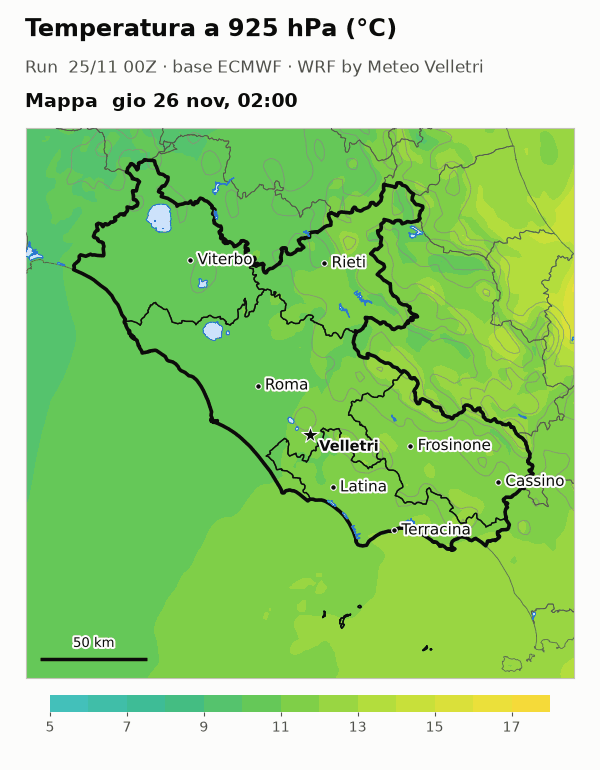 Temperatura a 925 hPa (°C)
Run  25/11 00Z · base ECMWF · WRF by Meteo Velletri
Mappa  gio 26 nov, 02:00
Viterbo
Rieti
Roma
Velletri
Frosinone
Latina
Cassino
Terracina
50 km
5 7 9 11 13 15 17